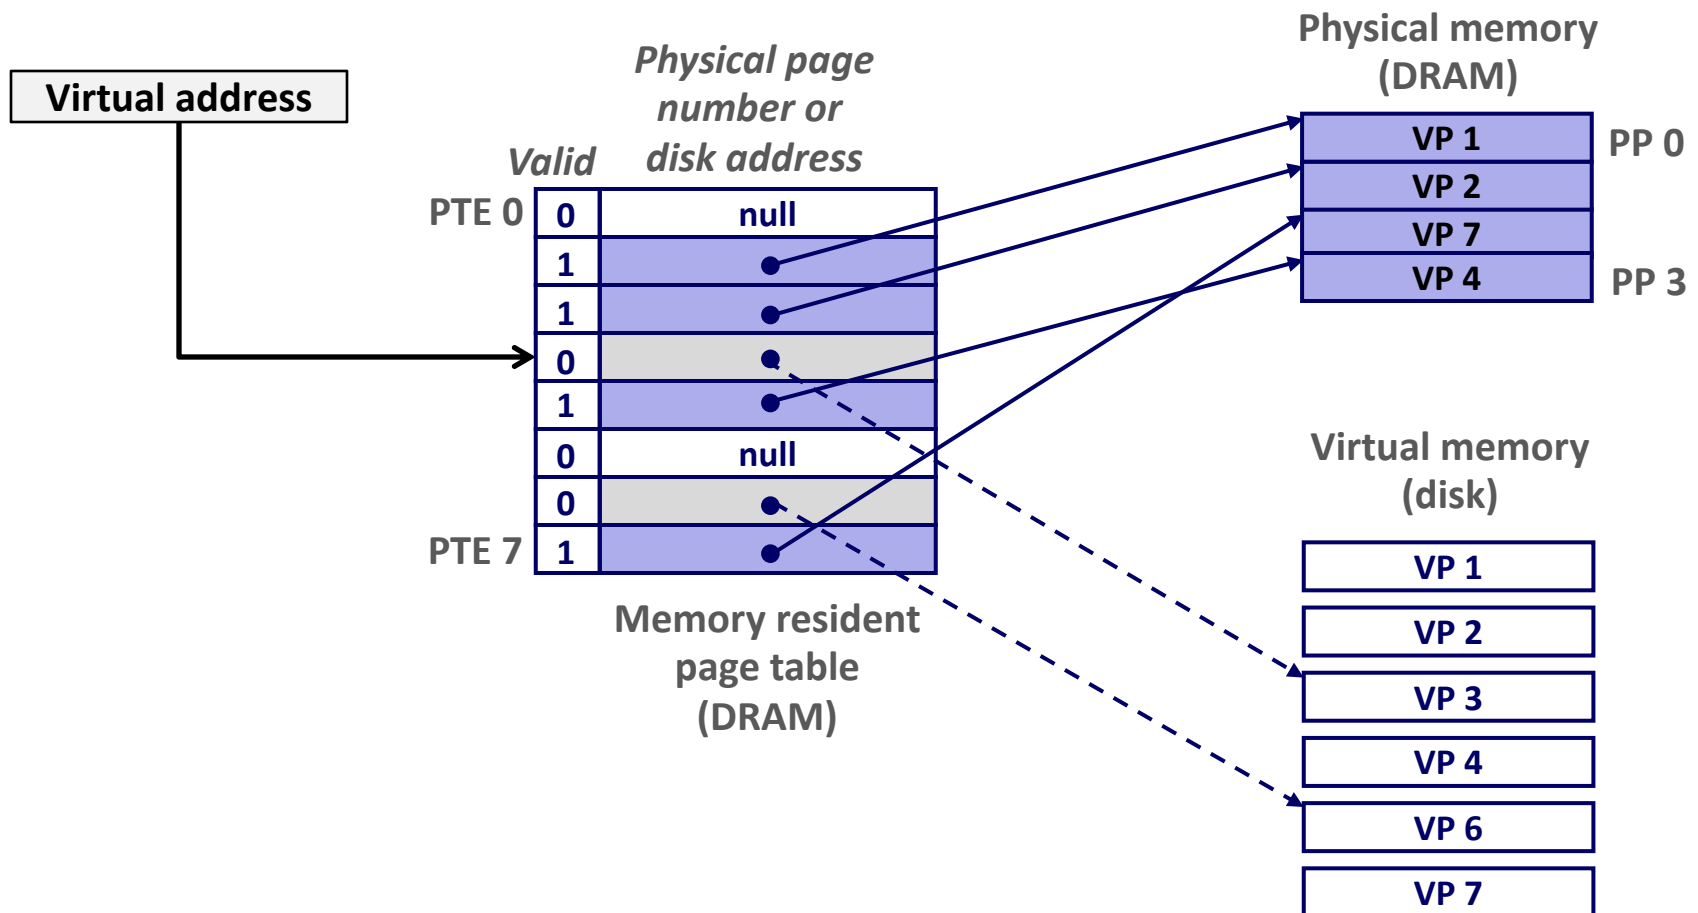 Virtual address
Physical page
number or
disk address
Valid
PTE 0
0
null
1
1
0
1
0
null
0
PTE 7
1
Memory resident
page table
(DRAM)
Physical memory
(DRAM)
VP 1
PP 0
VP 2
VP 7
VP 4
PP 3
Virtual memory
(disk)
VP 1
VP 2
VP 3
VP 4
VP 6
VP 7